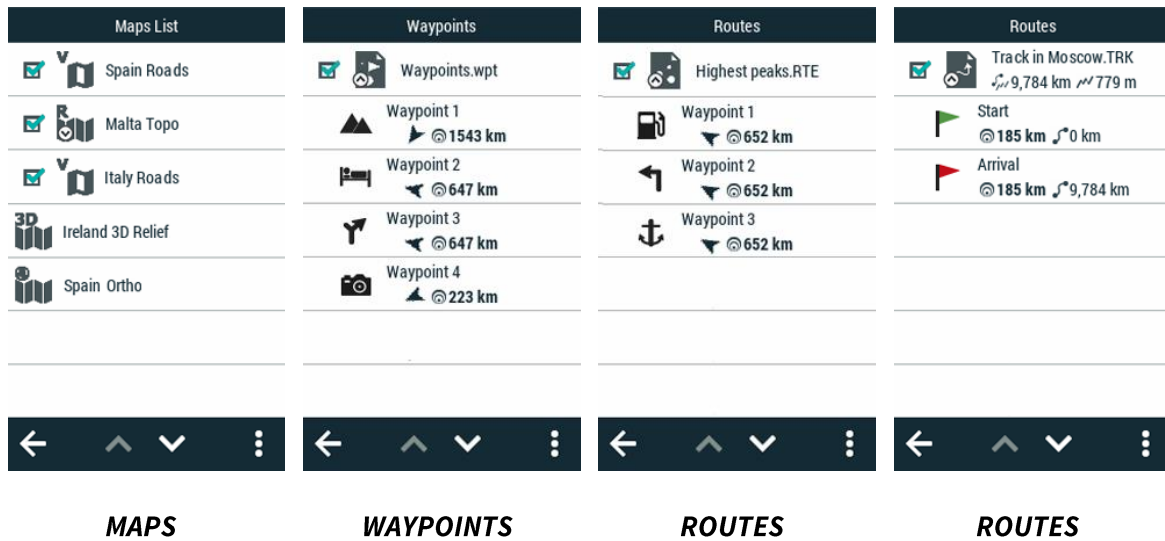 Maps List
V
Spain Roads
R
Malta Topo
V
Italy Roads
3D
Ireland 3D Relief
Spain Ortho
MAPS
Waypoints
Waypoints.wpt
Waypoint 1
1543 km
Waypoint 2
647 km
Waypoint 3
647 km
Waypoint 4
223 km
WAYPOINTS
Routes
Highest peaks.RTE
Waypoint 1
652 km
Waypoint 2
652 km
Waypoint 3
652 km
ROUTES
Routes
Track in Moscow.TRK
9,784 km 779 m
Start
185 km 0 km
Arrival
185 km 9,784 km
ROUTES